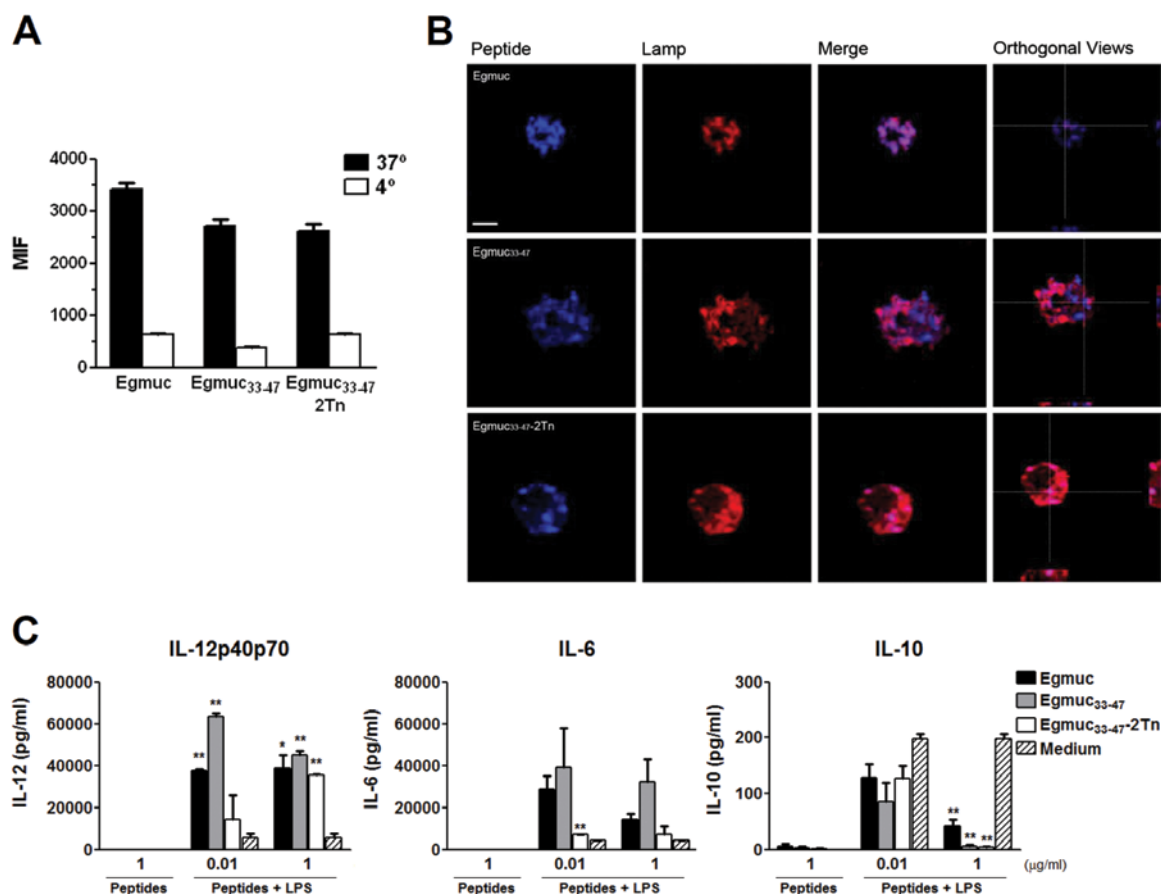 A
37º
4º
MIF
4000
3000
2000
1000
0
Egmuc
Egmuc33-47
Egmuc33-47
2Tn
B
Peptide Lamp Merge Orthogonal Views
Egmuc
Egmuc33-47
Egmuc33-47-2Tn
C
IL-12p40p70
IL-12 (pg/ml)
80000
60000
40000
20000
0
** ** * ** **
1 0.01 1
Peptides Peptides + LPS
IL-6
IL-6 (pg/ml)
80000
60000
40000
20000
0
**
1 0.01 1
Peptides Peptides + LPS
IL-10
IL-10 (pg/ml)
300
200
100
0
** ** **
1 0.01 1 (µg/ml)
Peptides Peptides + LPS
Egmuc
Egmuc33-47
Egmuc33-47-2Tn
Medium